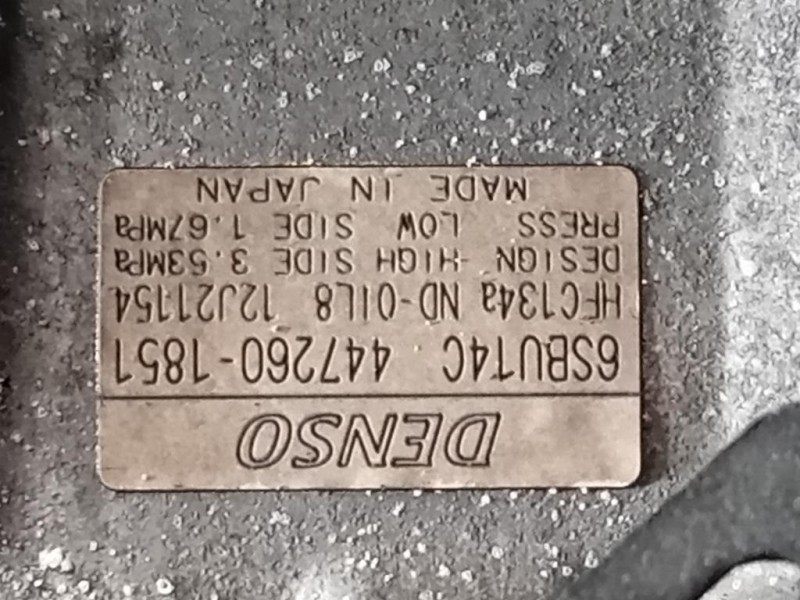 DENSO
6SBU14C 447260-1851
HFC134a ND-OIL8 12J21154
DESIGN-HIGH SIDE 3.53MPa
PRESS LOW SIDE 1.67MPa
MADE IN JAPAN